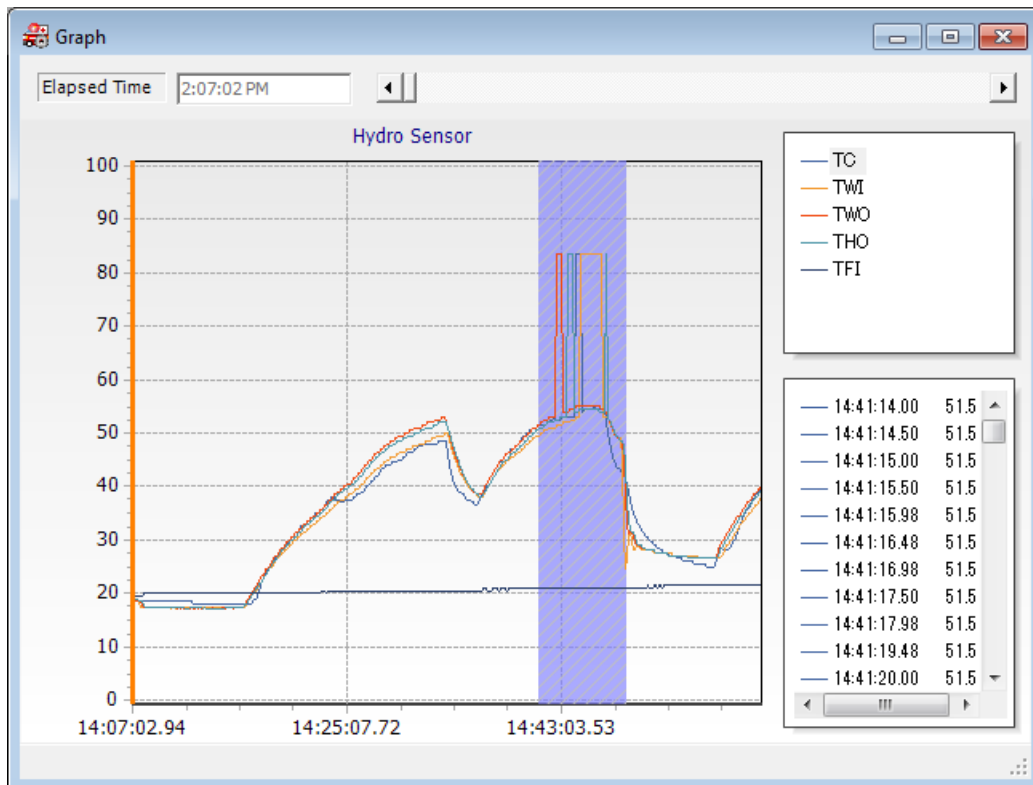 Graph
Elapsed Time 2:07:02 PM
Hydro Sensor
100
90
80
70
60
50
40
30
20
10
0
14:07:02.94 14:25:07.72 14:43:03.53
TC
TWI
TWO
THO
TFI
14:41:14.00 51.5
14:41:14.50 51.5
14:41:15.00 51.5
14:41:15.50 51.5
14:41:15.98 51.5
14:41:16.48 51.5
14:41:16.98 51.5
14:41:17.50 51.5
14:41:17.98 51.5
14:41:19.48 51.5
14:41:20.00 51.5